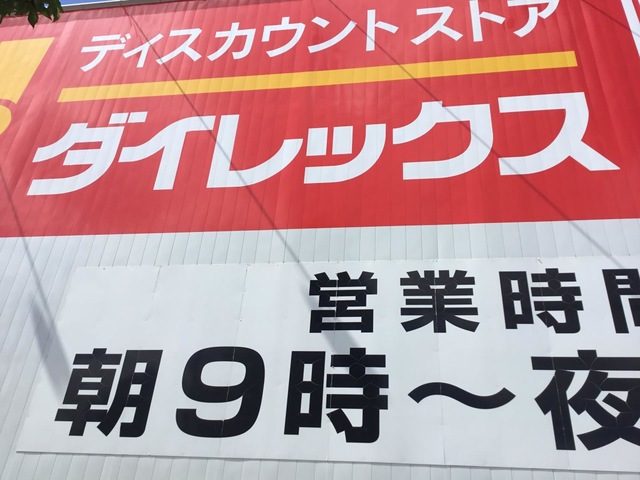 ディスカウント ストア
ダイレックス
営業時間
朝9時～夜